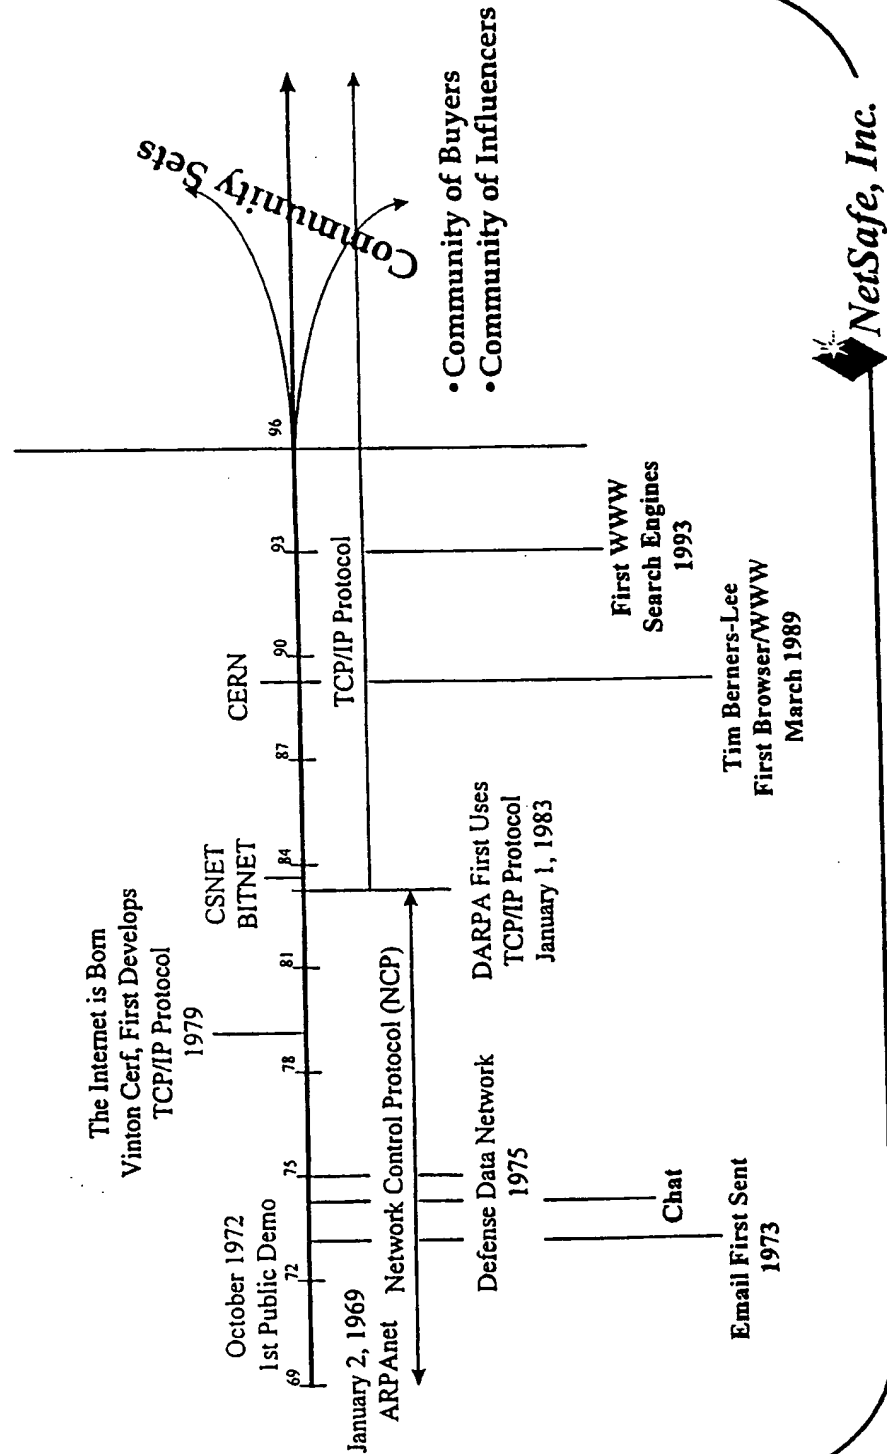 The Internet is Born
Vinton Cerf, First Develops
TCP/IP Protocol
1979
October 1972
1st Public Demo
CSNET
BITNET
CERN
69
72
75
78
81
84
87
90
93
96
Community Sets
January 2, 1969
ARPAnet
Network Control Protocol (NCP)
TCP/IP Protocol
Defense Data Network
1975
DARPA First Uses
TCP/IP Protocol
January 1, 1983
•Community of Buyers
•Community of Influencers
Chat
First WWW
Search Engines
1993
Email First Sent
1973
Tim Berners-Lee
First Browser/WWW
March 1989
NetSafe, Inc.